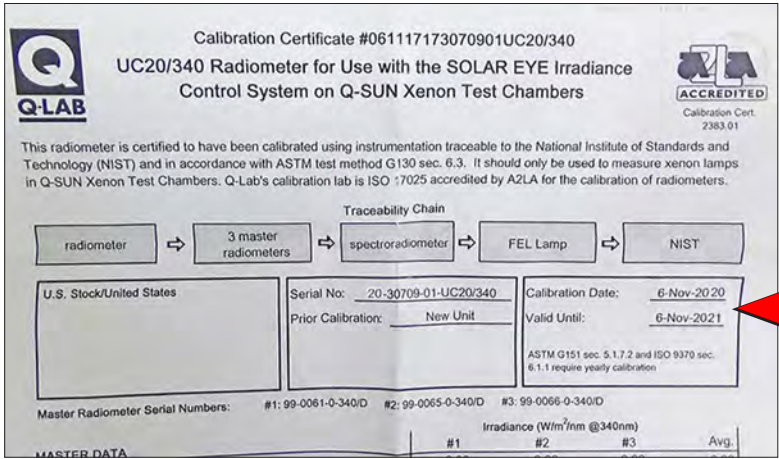 Q-LAB
Calibration Certificate #061117173070901UC20/340
UC20/340 Radiometer for Use with the SOLAR EYE Irradiance
Control System on Q-SUN Xenon Test Chambers
A2LA
ACCREDITED
Calibration Cert.
2383.01
This radiometer is certified to have been calibrated using instrumentation traceable to the National Institute of Standards and
Technology (NIST) and in accordance with ASTM test method G130 sec. 6.3. It should only be used to measure xenon lamps
in Q-SUN Xenon Test Chambers. Q-Lab's calibration lab is ISO 17025 accredited by A2LA for the calibration of radiometers.
Traceability Chain
radiometer ⇨ 3 master radiometers ⇨ spectroradiometer ⇨ FEL Lamp ⇨ NIST
U.S. Stock/United States
Serial No: 20-30709-01-UC20/340
Prior Calibration: New Unit
Calibration Date: 6-Nov-2020
Valid Until: 6-Nov-2021
ASTM G151 sec. 5.1.7.2 and ISO 9370 sec.
6.1.1 require yearly calibration
Master Radiometer Serial Numbers: #1: 99-0061-0-340/D #2: 99-0065-0-340/D #3: 99-0066-0-340/D
Irradiance (W/m²/nm @340nm)
MASTER DATA #1 #2 #3 Avg.